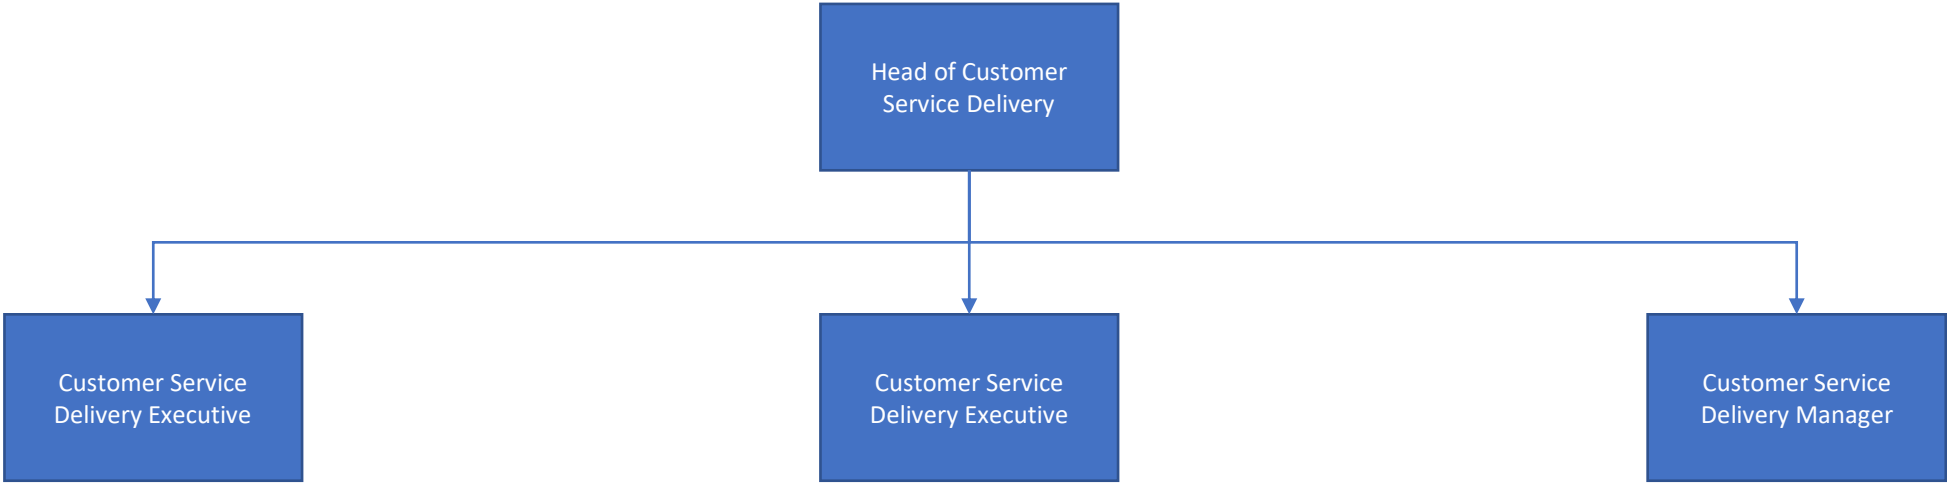 Head of Customer
Service Delivery
Customer Service
Delivery Executive
Customer Service
Delivery Executive
Customer Service
Delivery Manager